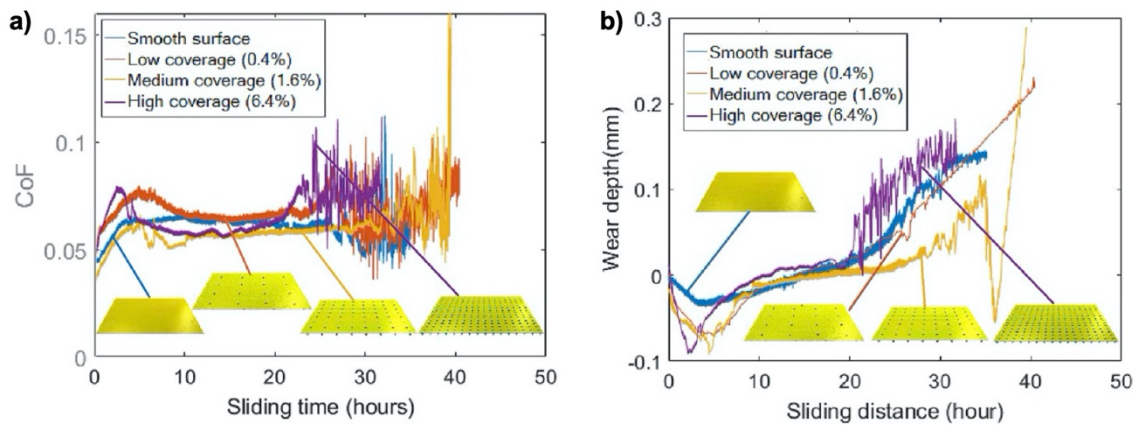 a)
0.15
0.1
0.05
0
CoF
Smooth surface
Low coverage (0.4%)
Medium coverage (1.6%)
High coverage (6.4%)
0 10 20 30 40 50
Sliding time (hours)
b)
0.3
0.2
0.1
0
-0.1
Wear depth(mm)
Smooth surface
Low coverage (0.4%)
Medium coverage (1.6%)
High coverage (6.4%)
0 10 20 30 40 50
Sliding distance (hour)